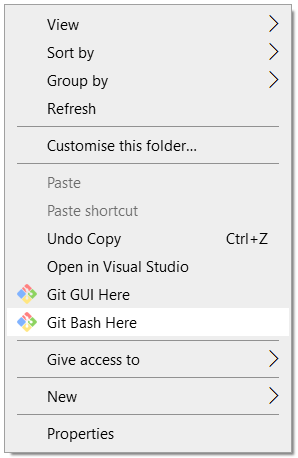 View
Sort by
Group by
Refresh
Customise this folder...
Paste
Paste shortcut
Undo Copy Ctrl+Z
Open in Visual Studio
Git GUI Here
Git Bash Here
Give access to
New
Properties